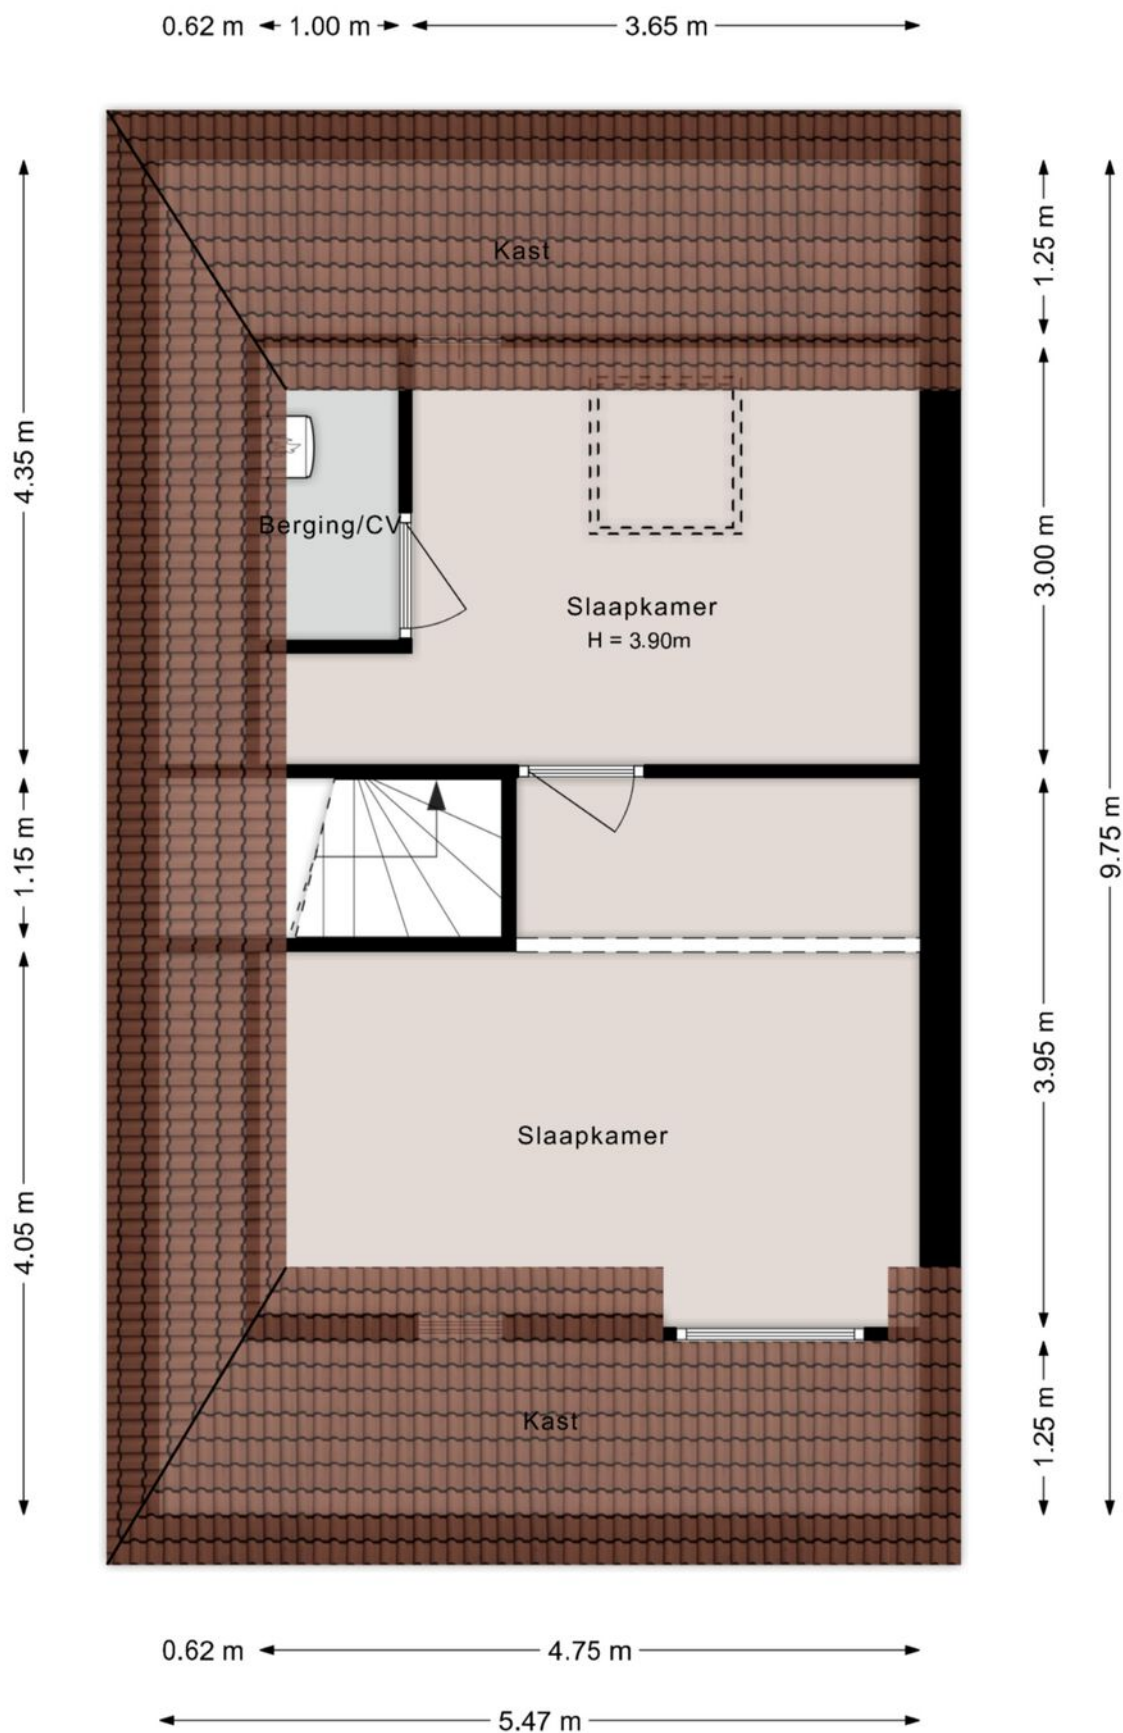 0.62 m
1.00 m
3.65 m
Kast
1.25 m
4.35 m
Berging/CV
3.00 m
Slaapkamer
H = 3.90m
1.15 m
9.75 m
3.95 m
Slaapkamer
4.05 m
Kast
1.25 m
0.62 m
4.75 m
5.47 m